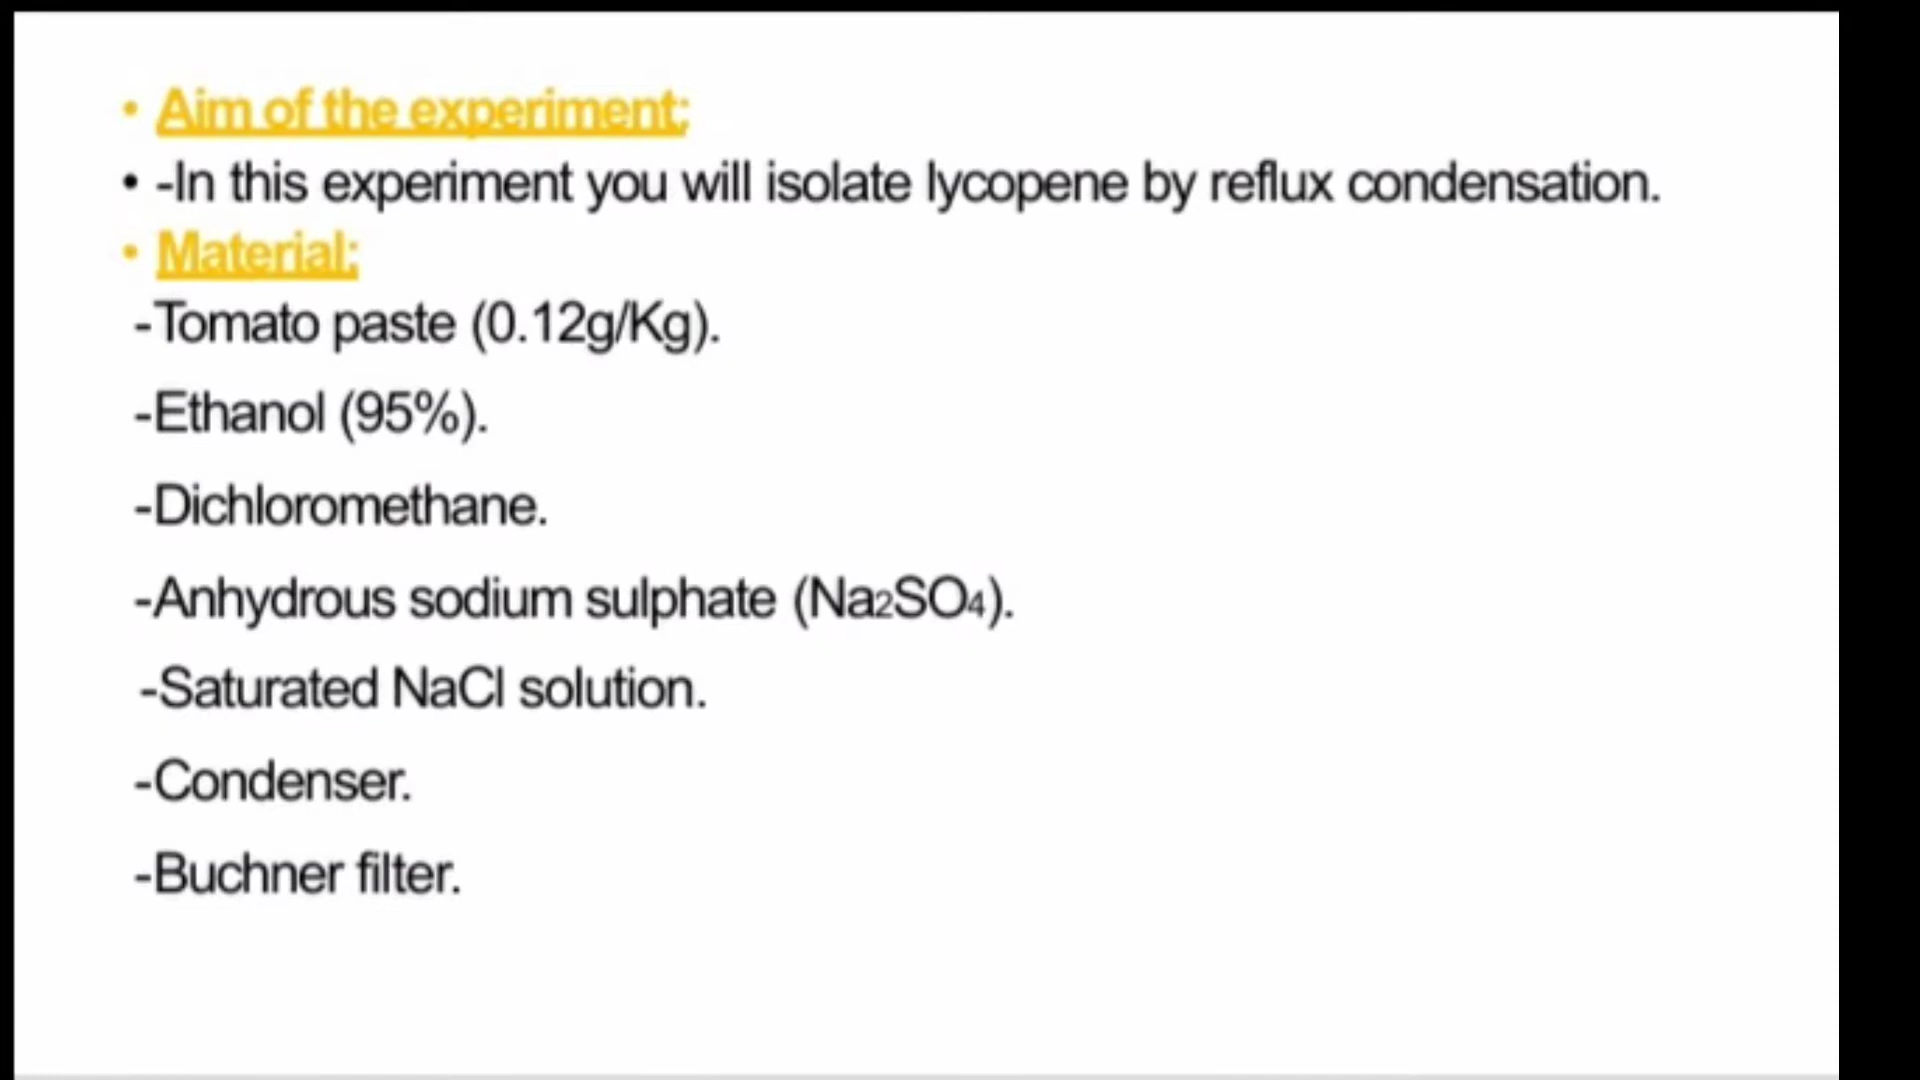 • Aim of the experiment:
• -In this experiment you will isolate lycopene by reflux condensation.
• Material:
-Tomato paste (0.12g/Kg).
-Ethanol (95%).
-Dichloromethane.
-Anhydrous sodium sulphate (Na₂SO₄).
-Saturated NaCl solution.
-Condenser.
-Buchner filter.